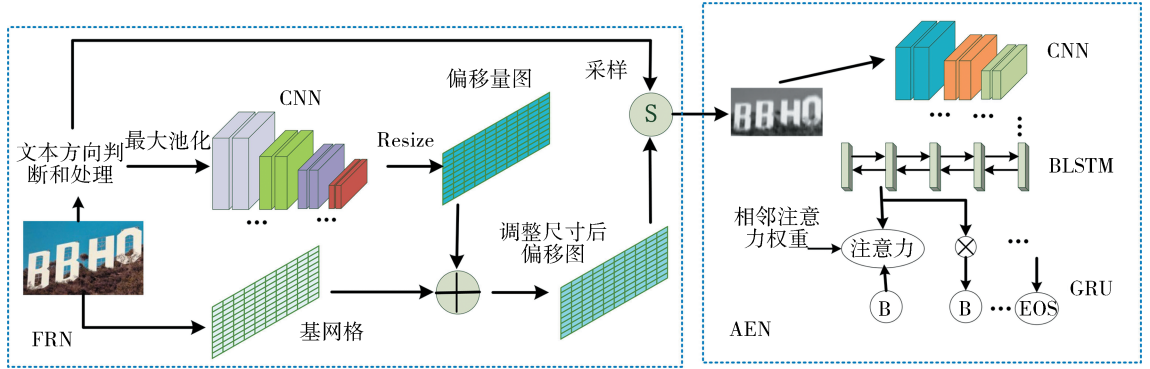 采样
偏移量图
CNN
最大池化
Resize
文本方向判
断和处理
S
BBHO
调整尺寸后
偏移图
基网格
FRN
BBHO
CNN
BLSTM
相邻注意
力权重
注意力
B
B
EOS
GRU
AEN